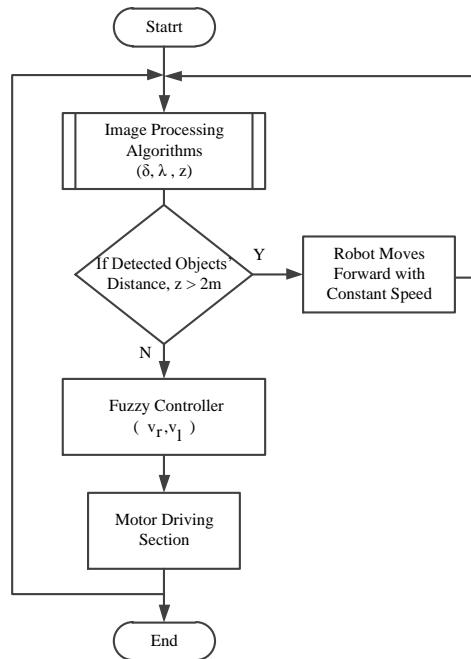 Statrt
Image Processing
Algorithms
(δ, λ , z)
If Detected Objects'
Distance, z > 2m
Y
Robot Moves
Forward with
Constant Speed
N
Fuzzy Controller
( v_r,v_l )
Motor Driving
Section
End